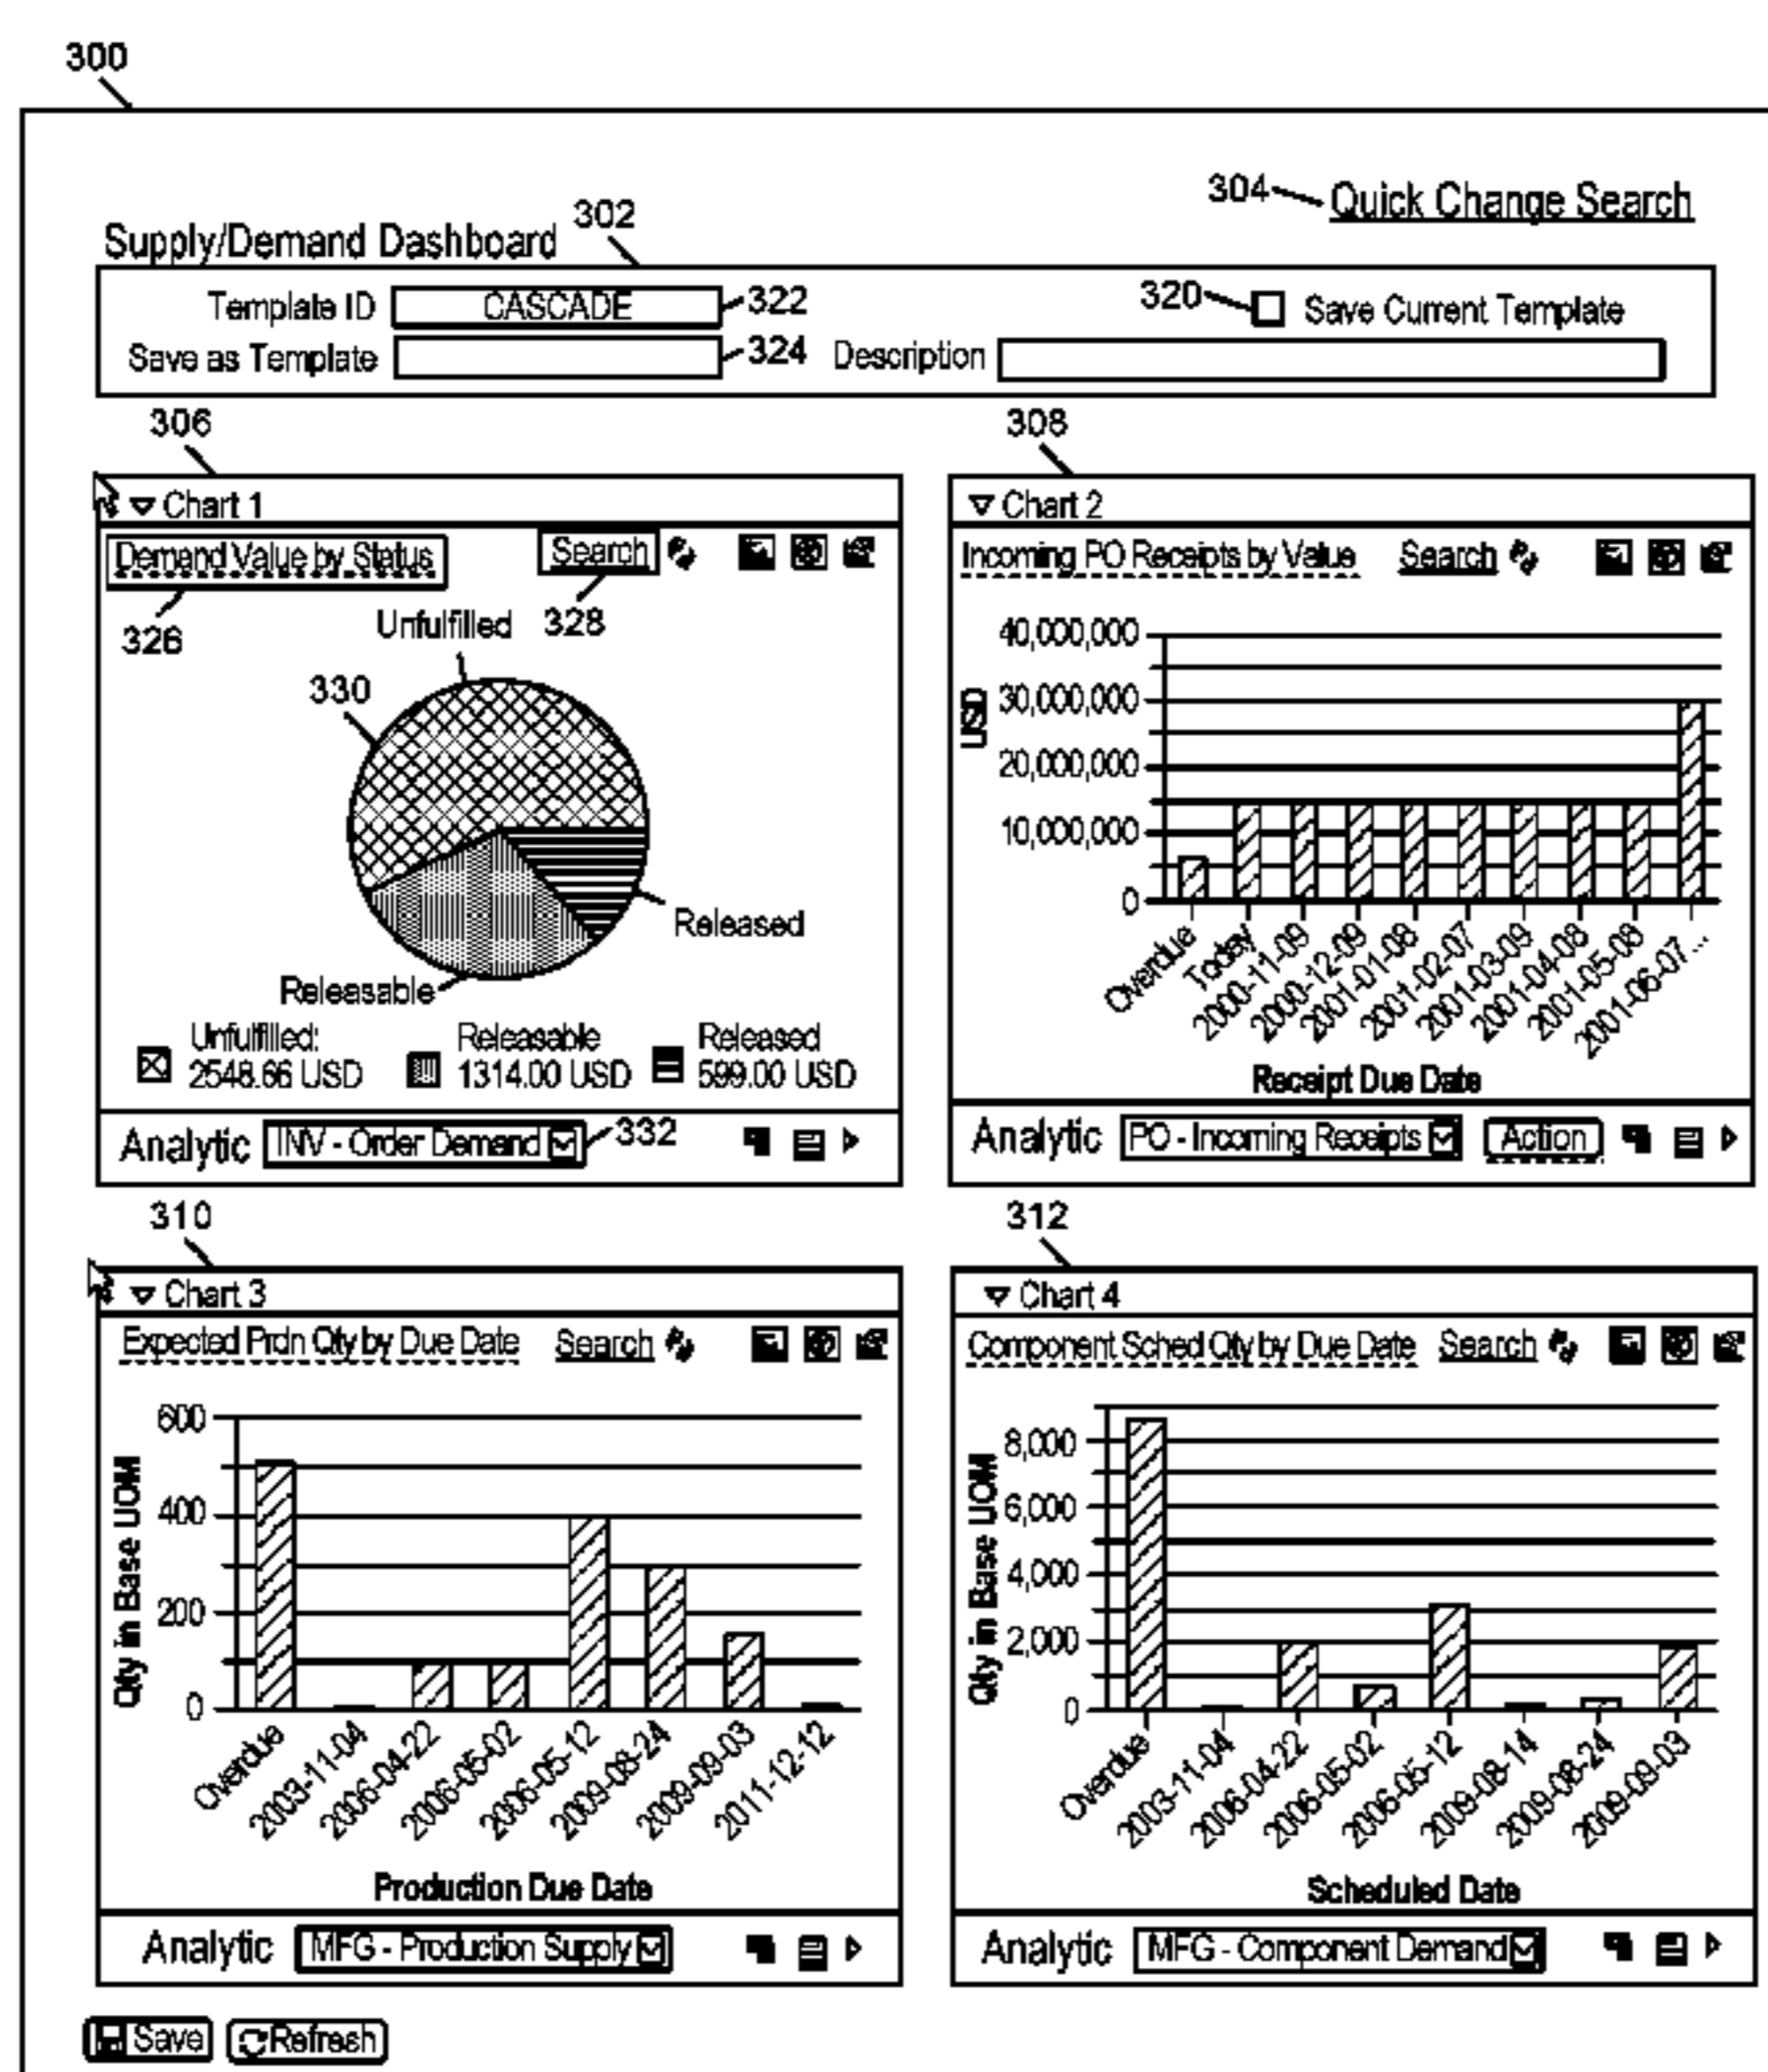 300
304 Quick Change Search
Supply/Demand Dashboard 302
Template ID CASCADE 322 320 Save Current Template
Save as Template 324 Description
306
Chart 1
Demand Value by Status Search
326 328
Unfulfilled
330
Released
Releasable
Unfulfilled: 2548.66 USD
Releasable 1314.00 USD
Released 599.00 USD
Analytic INV - Order Demand 332
308
Chart 2
Incoming PO Receipts by Value Search
USD
40,000,000
30,000,000
20,000,000
10,000,000
0
Overdue Today 2000-11-09 2000-12-09 2001-01-08 2001-02-07 2001-03-09 2001-04-08 2001-05-08 2001-06-07...
Receipt Due Date
Analytic PO - Incoming Receipts Action
310
Chart 3
Expected Prdn Qty by Due Date Search
Qty in Base UOM
600
400
200
0
Overdue 2003-11-04 2006-04-22 2006-05-02 2006-05-12 2009-08-24 2009-09-03 2011-12-12
Production Due Date
Analytic MFG - Production Supply
312
Chart 4
Component Sched Qty by Due Date Search
Qty in Base UOM
8,000
6,000
4,000
2,000
0
Overdue 2003-11-04 2006-04-22 2006-05-02 2006-05-12 2009-08-14 2009-08-24 2009-09-03
Scheduled Date
Analytic MFG - Component Demand
Save Refresh